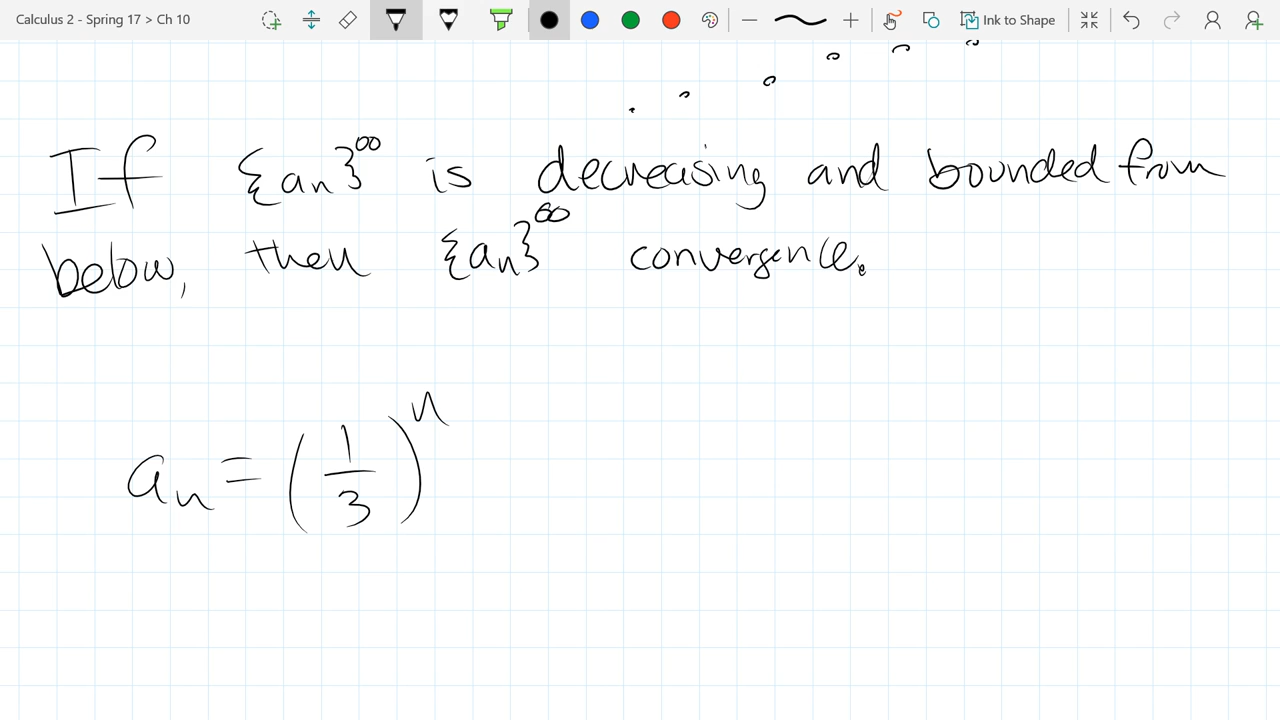 Calculus 2 - Spring 17 > Ch 10
Ink to Shape
If {an}^∞ is decreasing and bounded from
below, then {an}^∞ convergence.
an = (1/3)^n